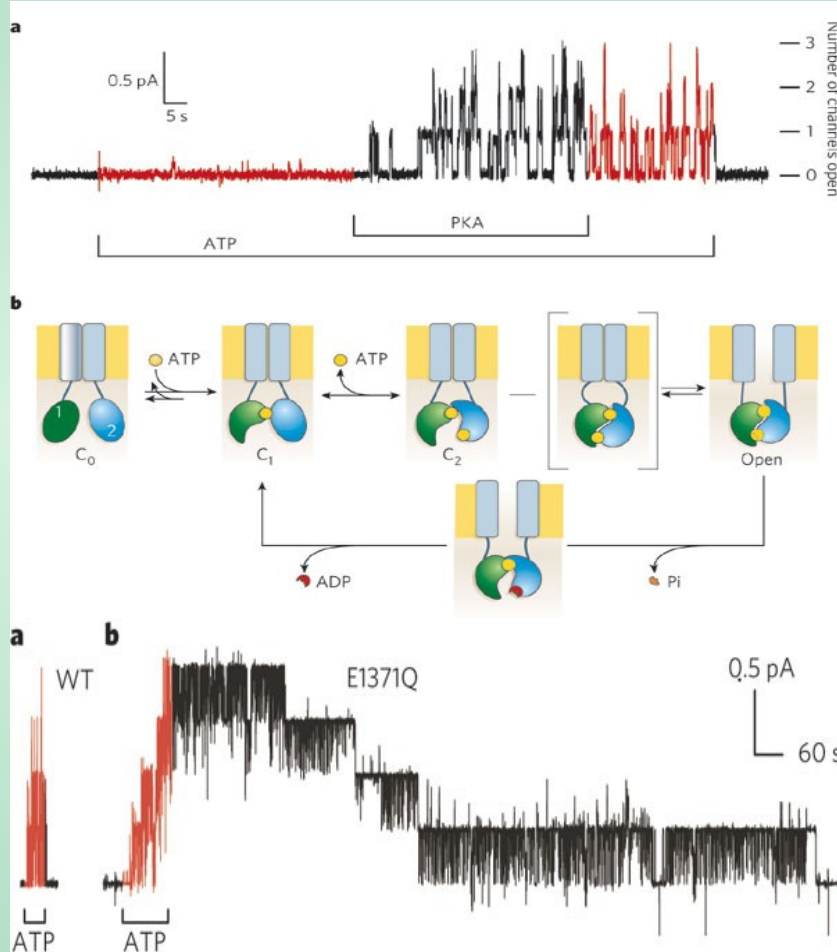 a
0.5 pA
5 s
3
2
1
0
Number of channels open
PKA
ATP
b
ATP
ATP
1
2
C0
C1
C2
Open
ADP
Pi
a
b
WT
E1371Q
0.5 pA
60 s
ATP
ATP